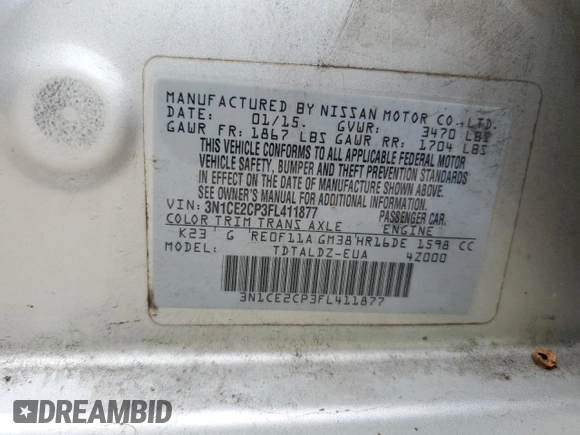 MANUFACTURED BY NISSAN MOTOR CO.,LTD.
DATE: 01/15. GVWR: 3470 LBS
GAWR FR: 1867 LBS GAWR RR: 1704 LBS
THIS VEHICLE CONFORMS TO ALL APPLICABLE FEDERAL MOTOR
VEHICLE SAFETY, BUMPER AND THEFT PREVENTION STANDARDS
IN EFFECT ON THE DATE OF MANUFACTURE SHOWN ABOVE.
SEE OWNER'S MANUAL FOR ADDITIONAL INFORMATION.
VIN: 3N1CE2CP3FL411877 PASSENGER CAR.
COLOR TRIM TRANS AXLE ENGINE
K23 G RE0F11A GM38 HR16DE 1598 CC
MODEL: TDTALDZ-EUA 4Z000
3N1CE2CP3FL411877
DREAMBID